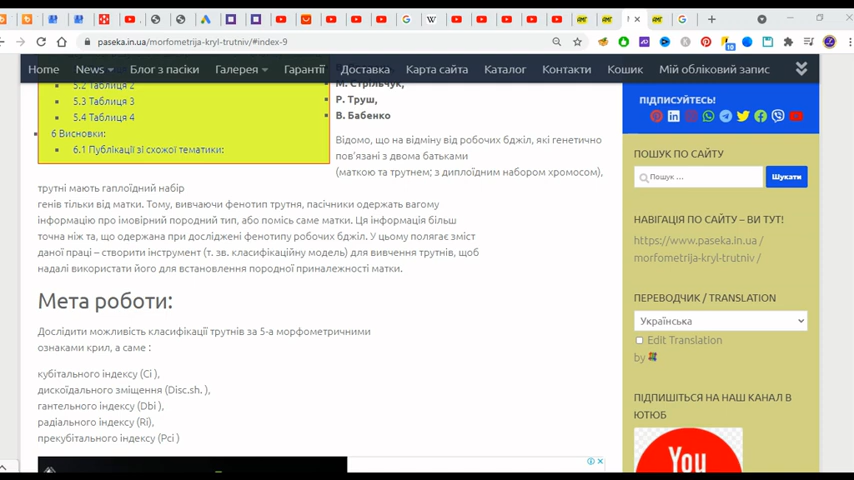 paseka.in.ua/morfometrija-kryl-trutniv/#index-9
Home News Блог з пасіки Галерея Гарантії Доставка Карта сайта Каталог Контакти Кошик Мій обліковий запис
5.2 Таблиця 2
5.3 Таблиця 3
5.4 Таблиця 4
6 Висновки:
6.1 Публікації зі схожої тематики:
М. Стрільчук,
Р. Труш,
В. Бабенко
Відомо, що на відміну від робочих бджіл, які генетично
пов'язані з двома батьками
(маткою та трутнем; з диплоїдним набором хромосом),
трутні мають гаплоїдний набір
генів тільки від матки. Тому, вивчаючи фенотип трутня, пасічники одержать вагому
інформацію про імовірний породний тип, або помісь саме матки. Ця інформація більш
точна ніж та, що одержана при досліджені фенотипу робочих бджіл. У цьому полягає зміст
даної праці – створити інструмент (т. зв. класифікаційну модель) для вивчення трутнів, щоб
надалі використати його для встановлення породної приналежності матки.
Мета роботи:
Дослідити можливість класифікації трутнів за 5-а морфометричними
ознаками крил, а саме :
кубітального індексу (Ci ),
дискоїдального зміщення (Disc.sh. ),
гантельного індексу (Dbi ),
радіального індексу (Ri),
прекубітального індексу (Pci )
ПІДПИСУЙТЕСЬ!
ПОШУК ПО САЙТУ
Пошук …
Шукати
НАВІГАЦІЯ ПО САЙТУ – ВИ ТУТ!
https://www.paseka.in.ua /
morfometrija-kryl-trutniv /
ПЕРЕВОДЧИК / TRANSLATION
Українська
Edit Translation
by
ПІДПИШІТЬСЯ НА НАШ КАНАЛ В
ЮТЮБ
You